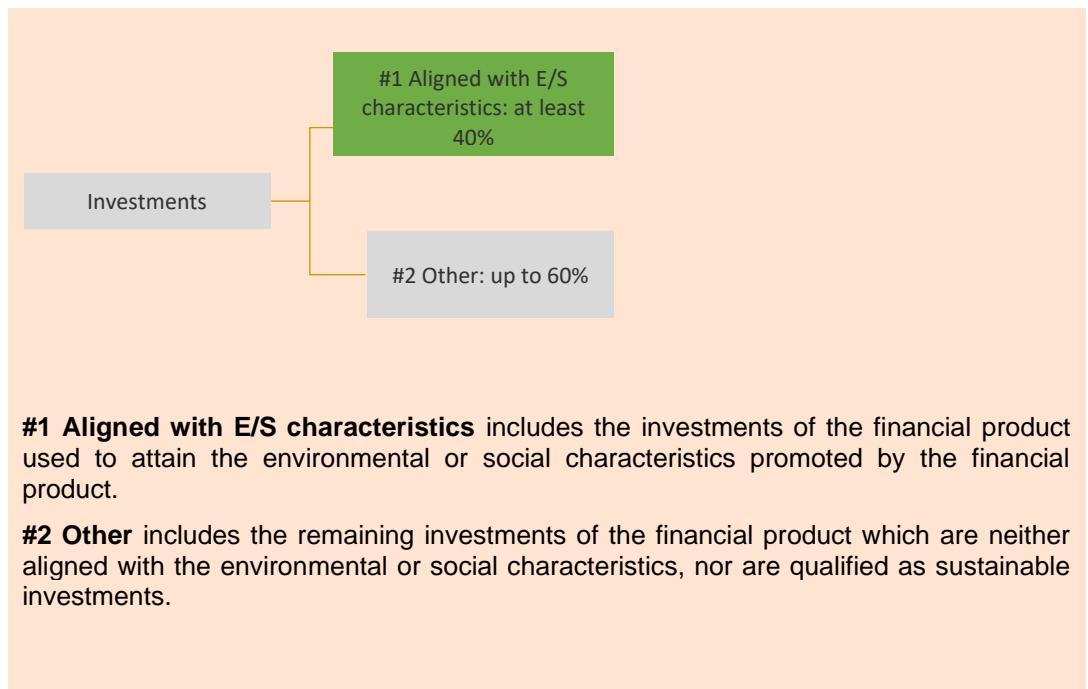 #1 Aligned with E/S
characteristics: at least
40%
Investments
#2 Other: up to 60%
#1 Aligned with E/S characteristics includes the investments of the financial product
used to attain the environmental or social characteristics promoted by the financial
product.
#2 Other includes the remaining investments of the financial product which are neither
aligned with the environmental or social characteristics, nor are qualified as sustainable
investments.